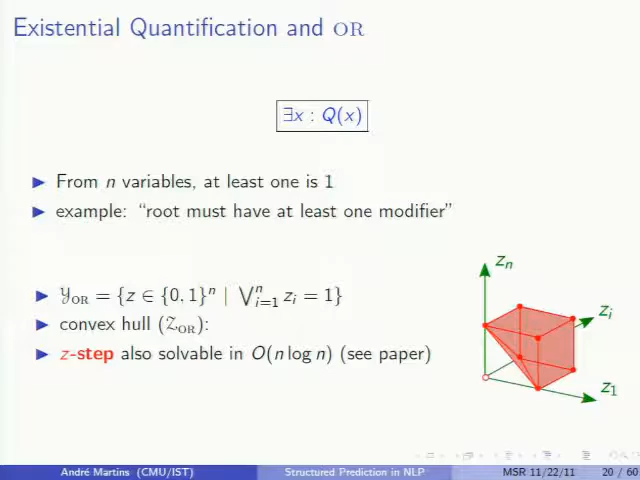 Existential Quantification and OR
∃x : Q(x)
▶ From n variables, at least one is 1
▶ example: “root must have at least one modifier”
▶ 𝒴_OR = {z ∈ {0, 1}ⁿ | ⋁ⁿᵢ₌₁ zᵢ = 1}
▶ convex hull (𝒵_OR):
▶ z-step also solvable in O(n log n) (see paper)
zₙ
zᵢ
z₁
André Martins (CMU/IST) Structured Prediction in NLP MSR 11/22/11 20 / 60